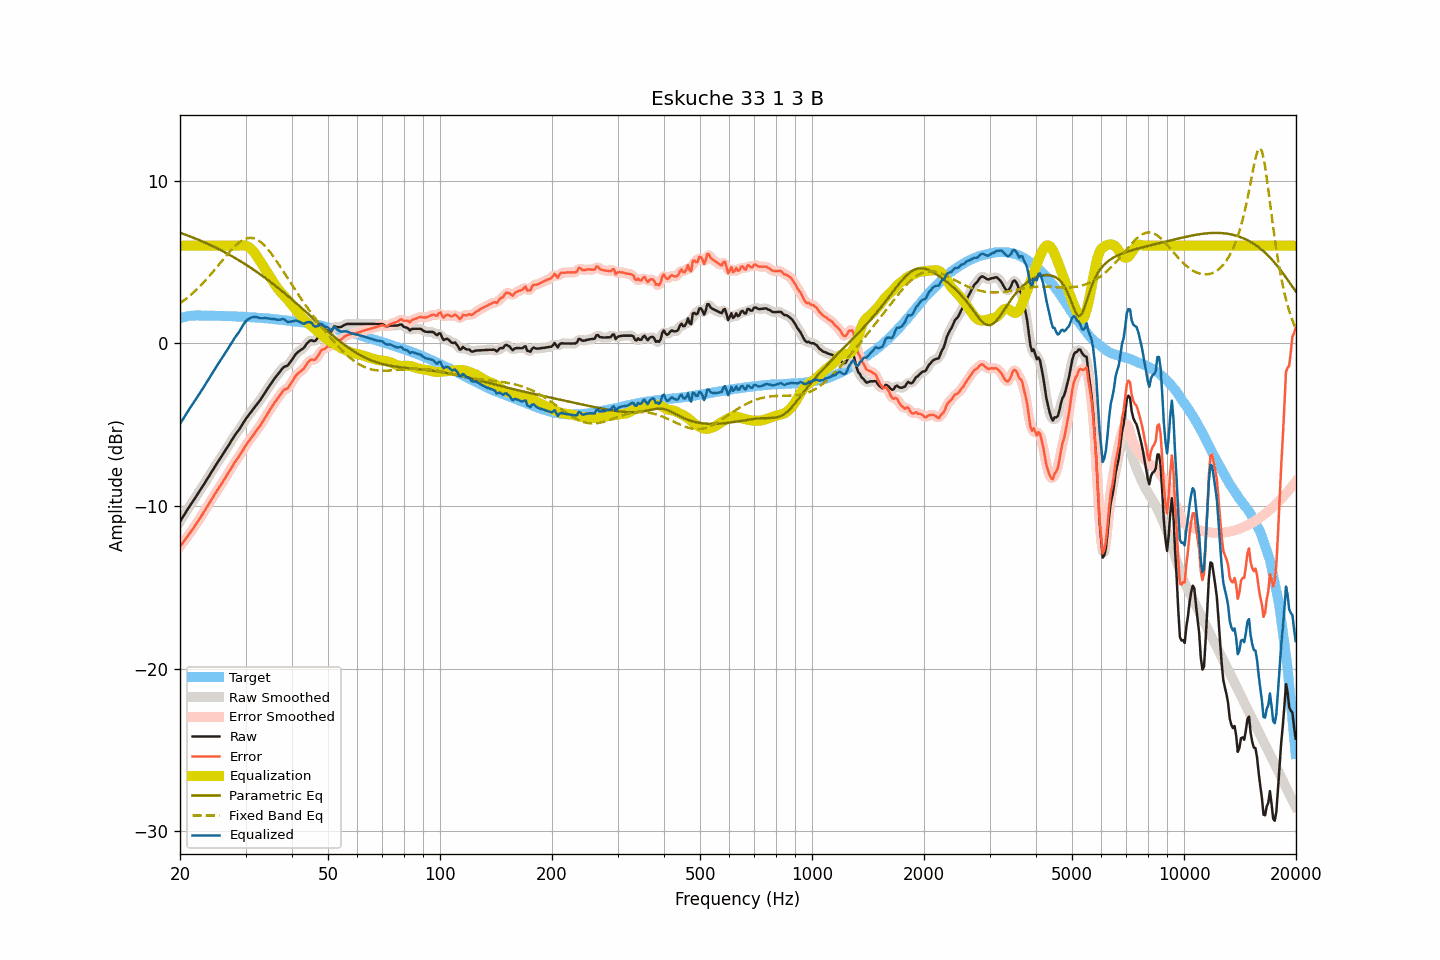 Eskuche 33 1 3 B
10
0
−10
−20
−30
Amplitude (dBr)
Target
Raw Smoothed
Error Smoothed
Raw
Error
Equalization
Parametric Eq
Fixed Band Eq
Equalized
20 50 100 200 500 1000 2000 5000 10000 20000
Frequency (Hz)